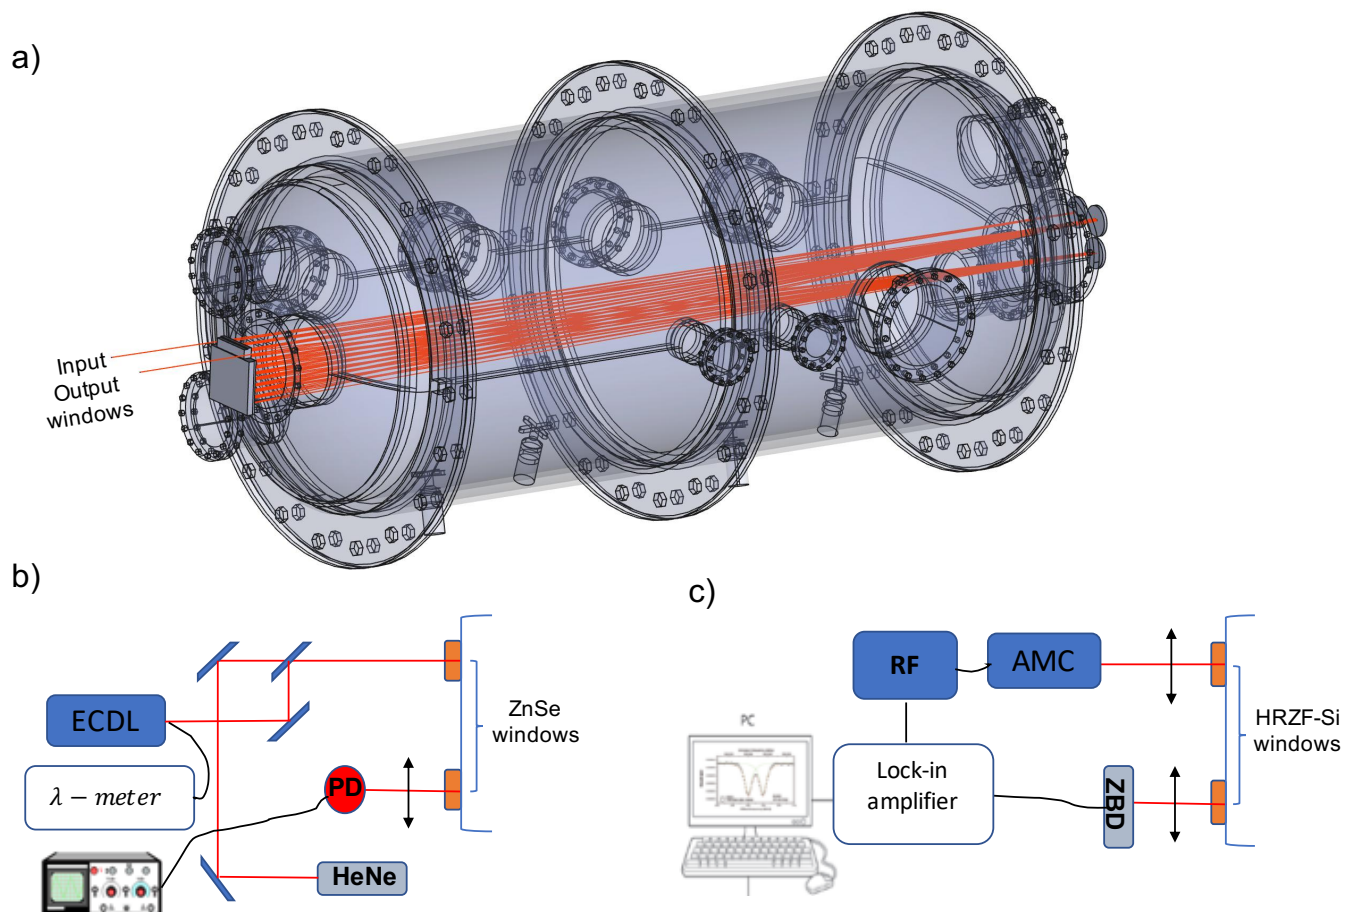 a)
Input
Output
windows
b)
ECDL
λ − meter
PD
HeNe
ZnSe
windows
c)
RF
AMC
PC
Lock-in
amplifier
ZBD
HRZF-Si
windows